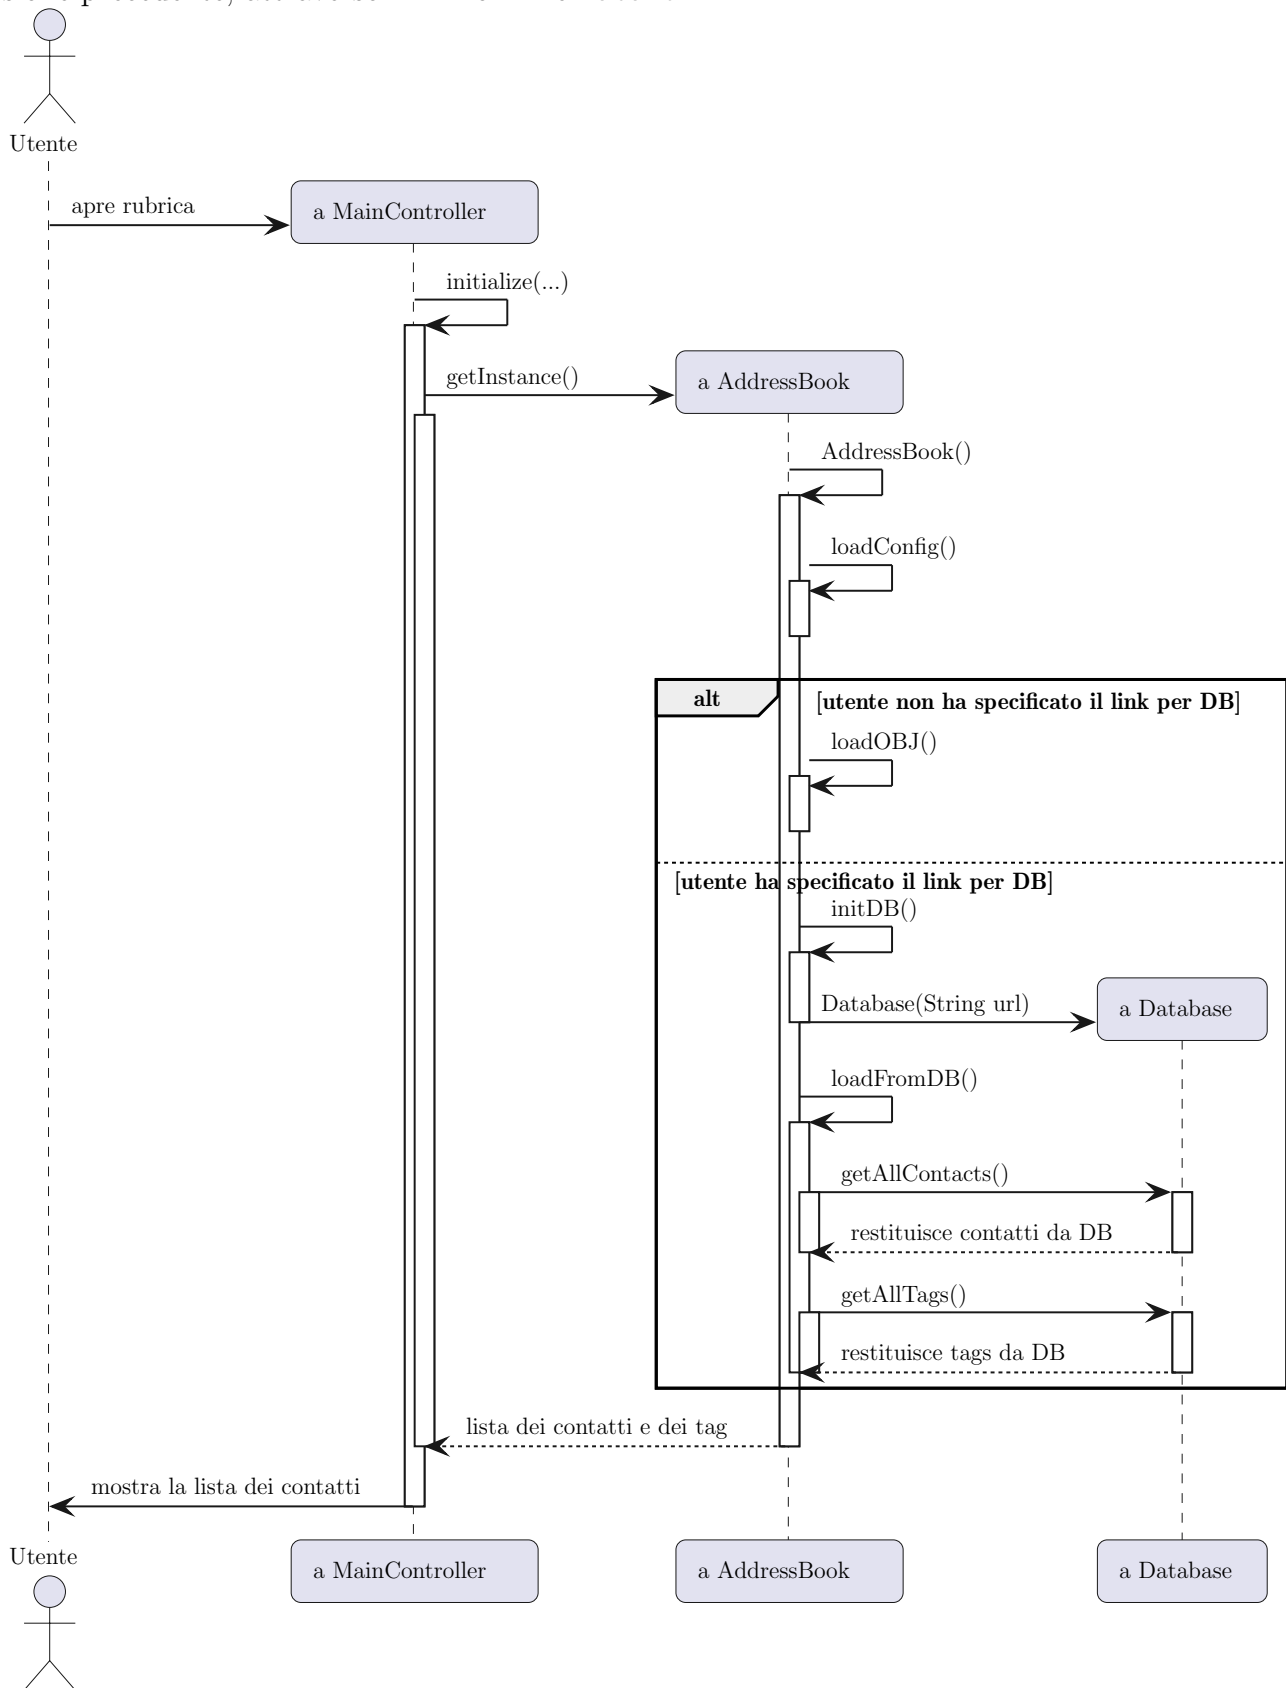 Utente
apre rubrica
a MainController
initialize(...)
getInstance()
a AddressBook
AddressBook()
loadConfig()
alt
[utente non ha specificato il link per DB]
loadOBJ()
[utente ha specificato il link per DB]
initDB()
Database(String url)
a Database
loadFromDB()
getAllContacts()
restituisce contatti da DB
getAllTags()
restituisce tags da DB
lista dei contatti e dei tag
mostra la lista dei contatti
Utente
a MainController
a AddressBook
a Database